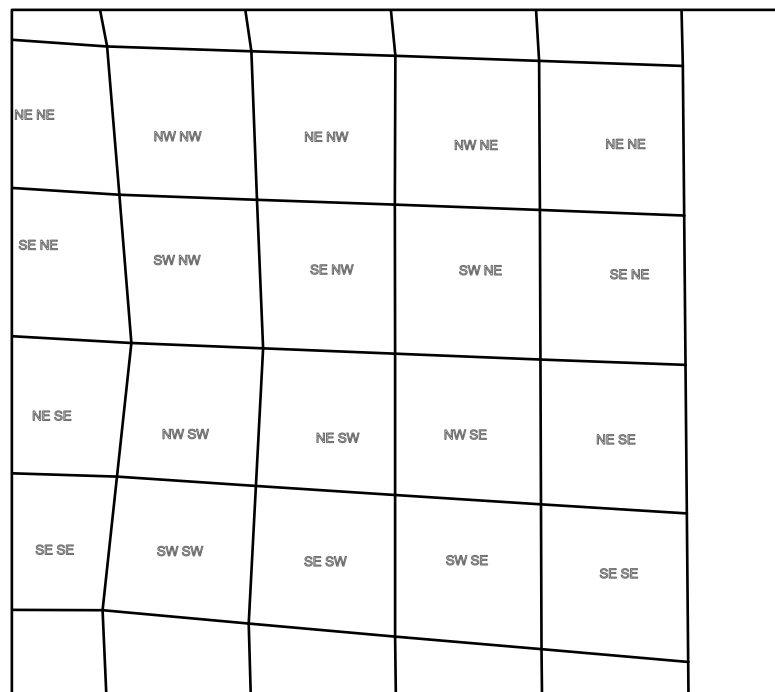 NE NE
NW NW
NE NW
NW NE
NE NE
SE NE
SW NW
SE NW
SW NE
SE NE
NE SE
NW SW
NE SW
NW SE
NE SE
SE SE
SW SW
SE SW
SW SE
SE SE